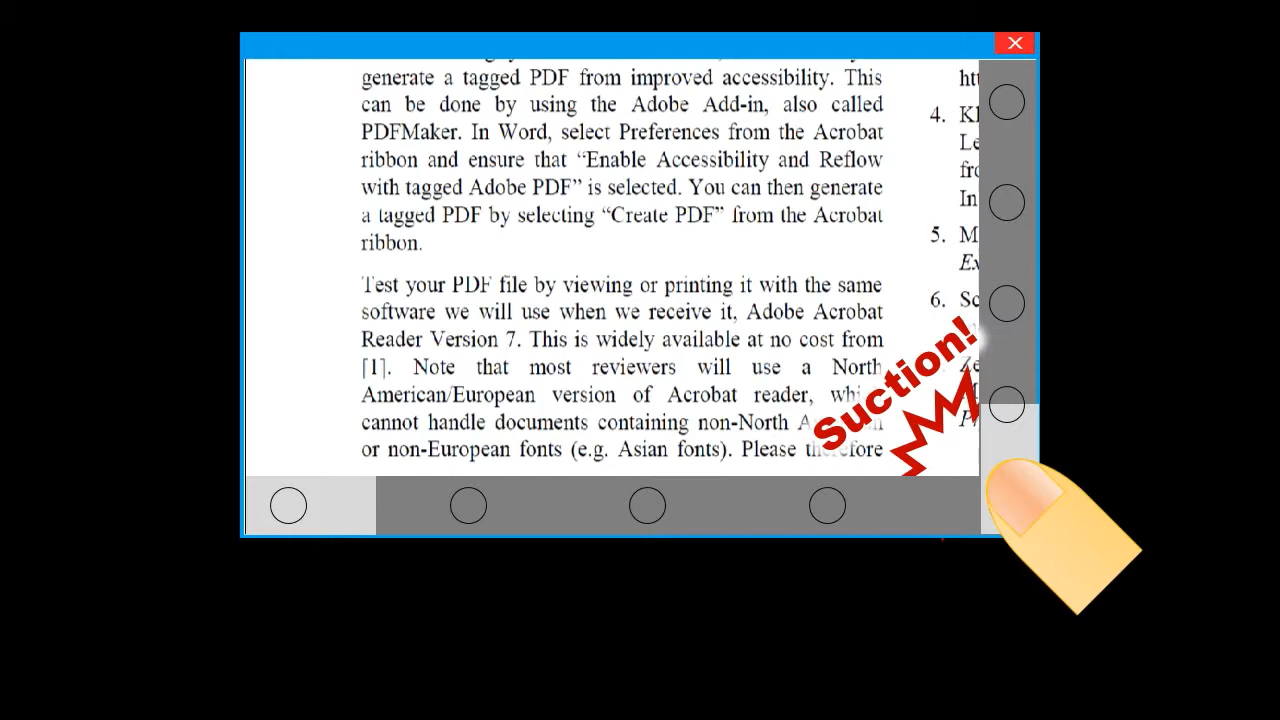 generate a tagged PDF from improved accessibility. This
can be done by using the Adobe Add-in, also called
PDFMaker. In Word, select Preferences from the Acrobat
ribbon and ensure that “Enable Accessibility and Reflow
with tagged Adobe PDF” is selected. You can then generate
a tagged PDF by selecting “Create PDF” from the Acrobat
ribbon.
Test your PDF file by viewing or printing it with the same
software we will use when we receive it, Adobe Acrobat
Reader Version 7. This is widely available at no cost from
[1]. Note that most reviewers will use a North
American/European version of Acrobat reader,
cannot handle documents containing non-North
or non-European fonts (e.g. Asian fonts). Please therefore
4.
5.
Ex
6.
Suction!